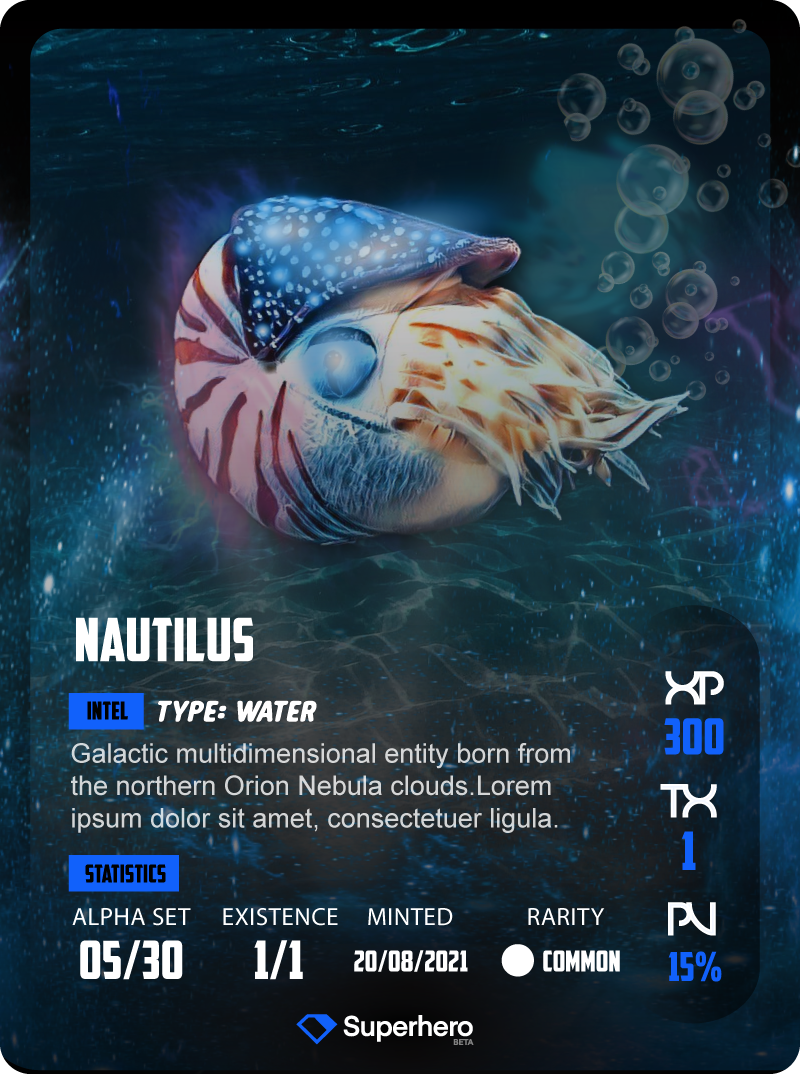 NAUTILUS
INTEL TYPE: WATER
Galactic multidimensional entity born from
the northern Orion Nebula clouds.Lorem
ipsum dolor sit amet, consectetuer ligula.
STATISTICS
ALPHA SET EXISTENCE MINTED RARITY
05/30 1/1 20/08/2021 COMMON
XP
300
TX
1
PV
15%
Superhero
BETA